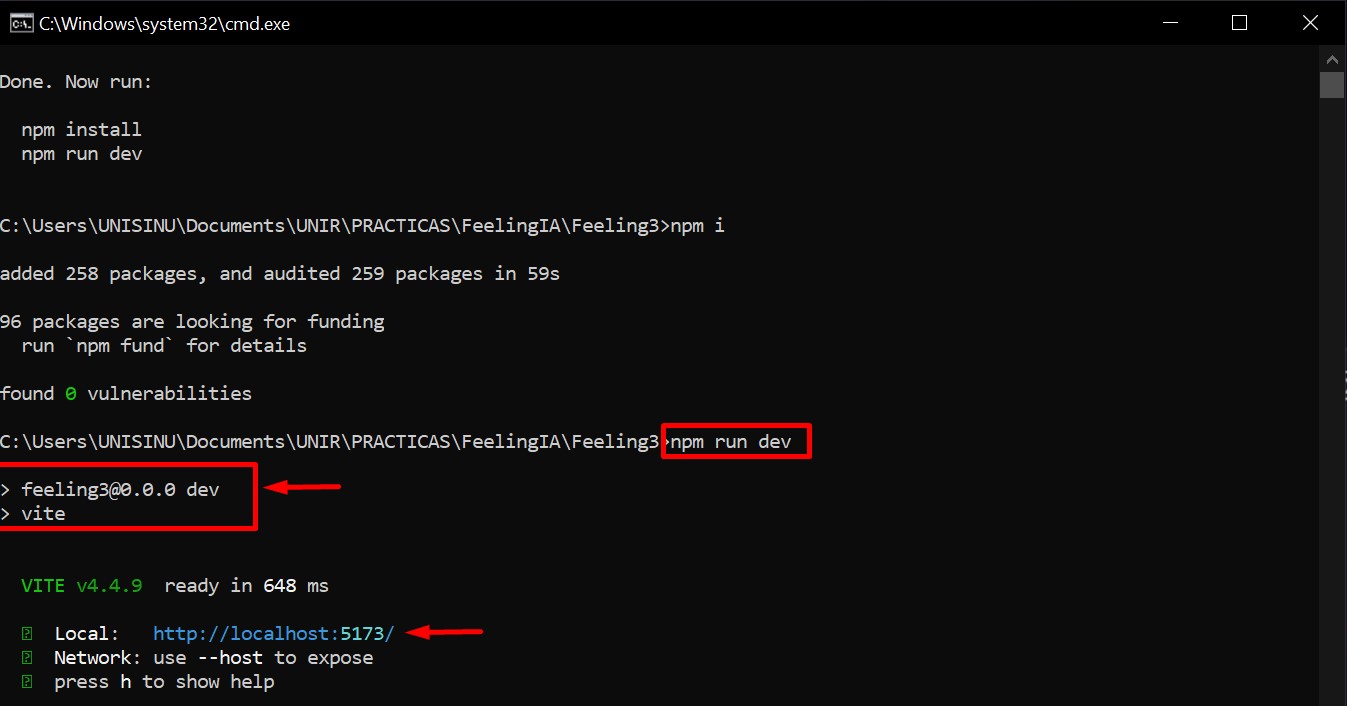 C:\Windows\system32\cmd.exe
Done. Now run:
npm install
npm run dev
C:\Users\UNISINU\Documents\UNIR\PRACTICAS\FeelingIA\Feeling3>npm i
added 258 packages, and audited 259 packages in 59s
96 packages are looking for funding
run `npm fund` for details
found 0 vulnerabilities
C:\Users\UNISINU\Documents\UNIR\PRACTICAS\FeelingIA\Feeling3>npm run dev
> feeling3@0.0.0 dev
> vite
VITE v4.4.9 ready in 648 ms
Local: http://localhost:5173/
Network: use --host to expose
press h to show help